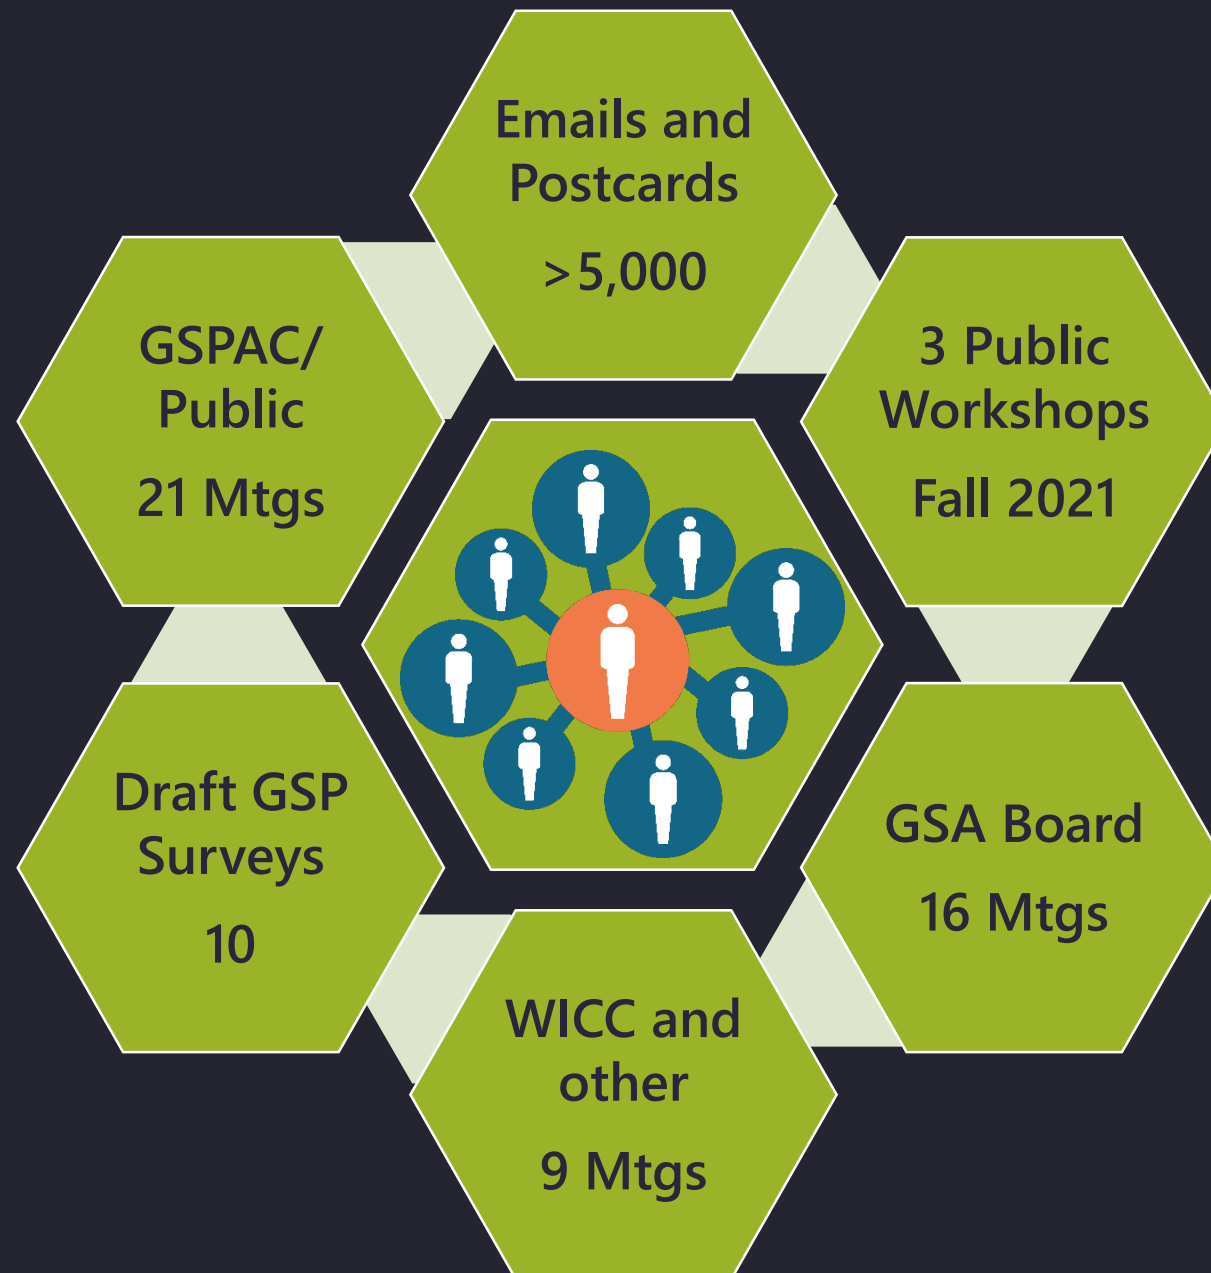 Emails and
Postcards
>5,000
3 Public
Workshops
Fall 2021
GSA Board
16 Mtgs
WICC and
other
9 Mtgs
Draft GSP
Surveys
10
GSPAC/
Public
21 Mtgs